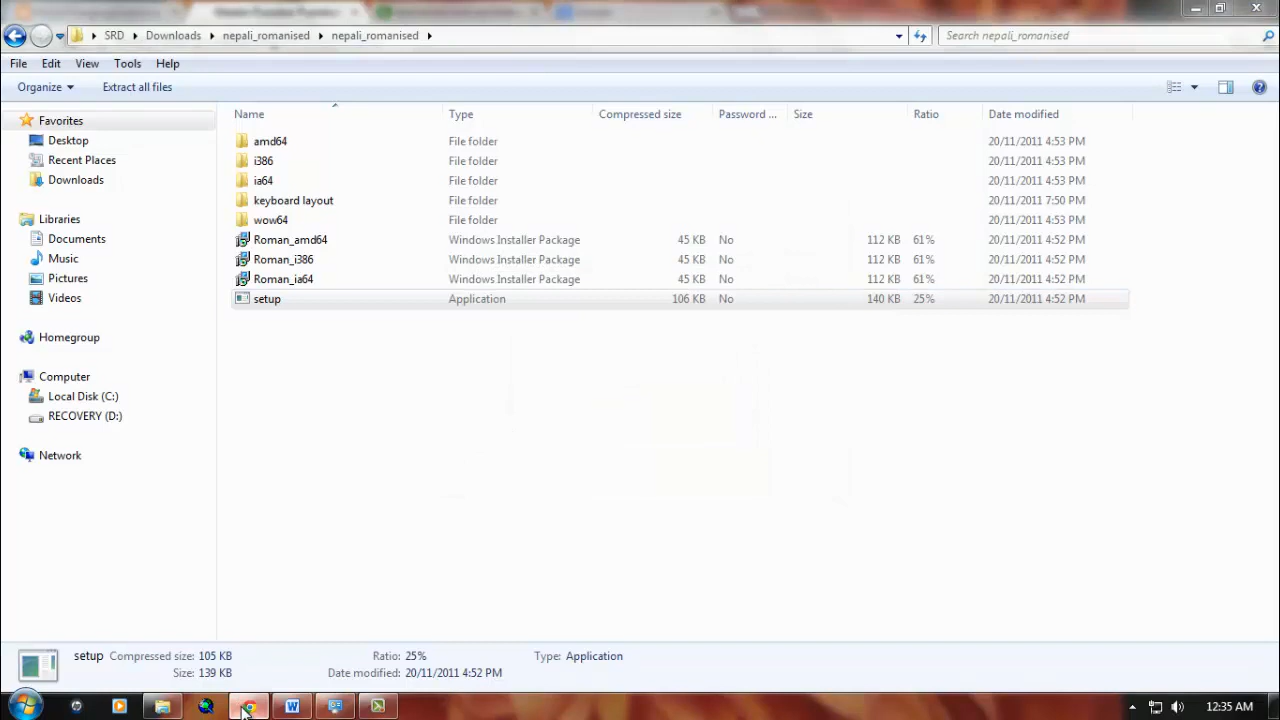 SRD Downloads nepali_romanised nepali_romanised Search nepali_romanised
File Edit View Tools Help
Organize Extract all files
Name Type Compressed size Password ... Size Ratio Date modified
Favorites
Desktop
Recent Places
Downloads
Libraries
Documents
Music
Pictures
Videos
Homegroup
Computer
Local Disk (C:)
RECOVERY (D:)
Network
amd64 File folder 20/11/2011 4:53 PM
i386 File folder 20/11/2011 4:53 PM
ia64 File folder 20/11/2011 4:53 PM
keyboard layout File folder 20/11/2011 7:50 PM
wow64 File folder 20/11/2011 4:53 PM
Roman_amd64 Windows Installer Package 45 KB No 112 KB 61% 20/11/2011 4:52 PM
Roman_i386 Windows Installer Package 45 KB No 112 KB 61% 20/11/2011 4:52 PM
Roman_ia64 Windows Installer Package 45 KB No 112 KB 61% 20/11/2011 4:52 PM
setup Application 106 KB No 140 KB 25% 20/11/2011 4:52 PM
setup Compressed size: 105 KB Ratio: 25% Type: Application
Size: 139 KB Date modified: 20/11/2011 4:52 PM
12:35 AM